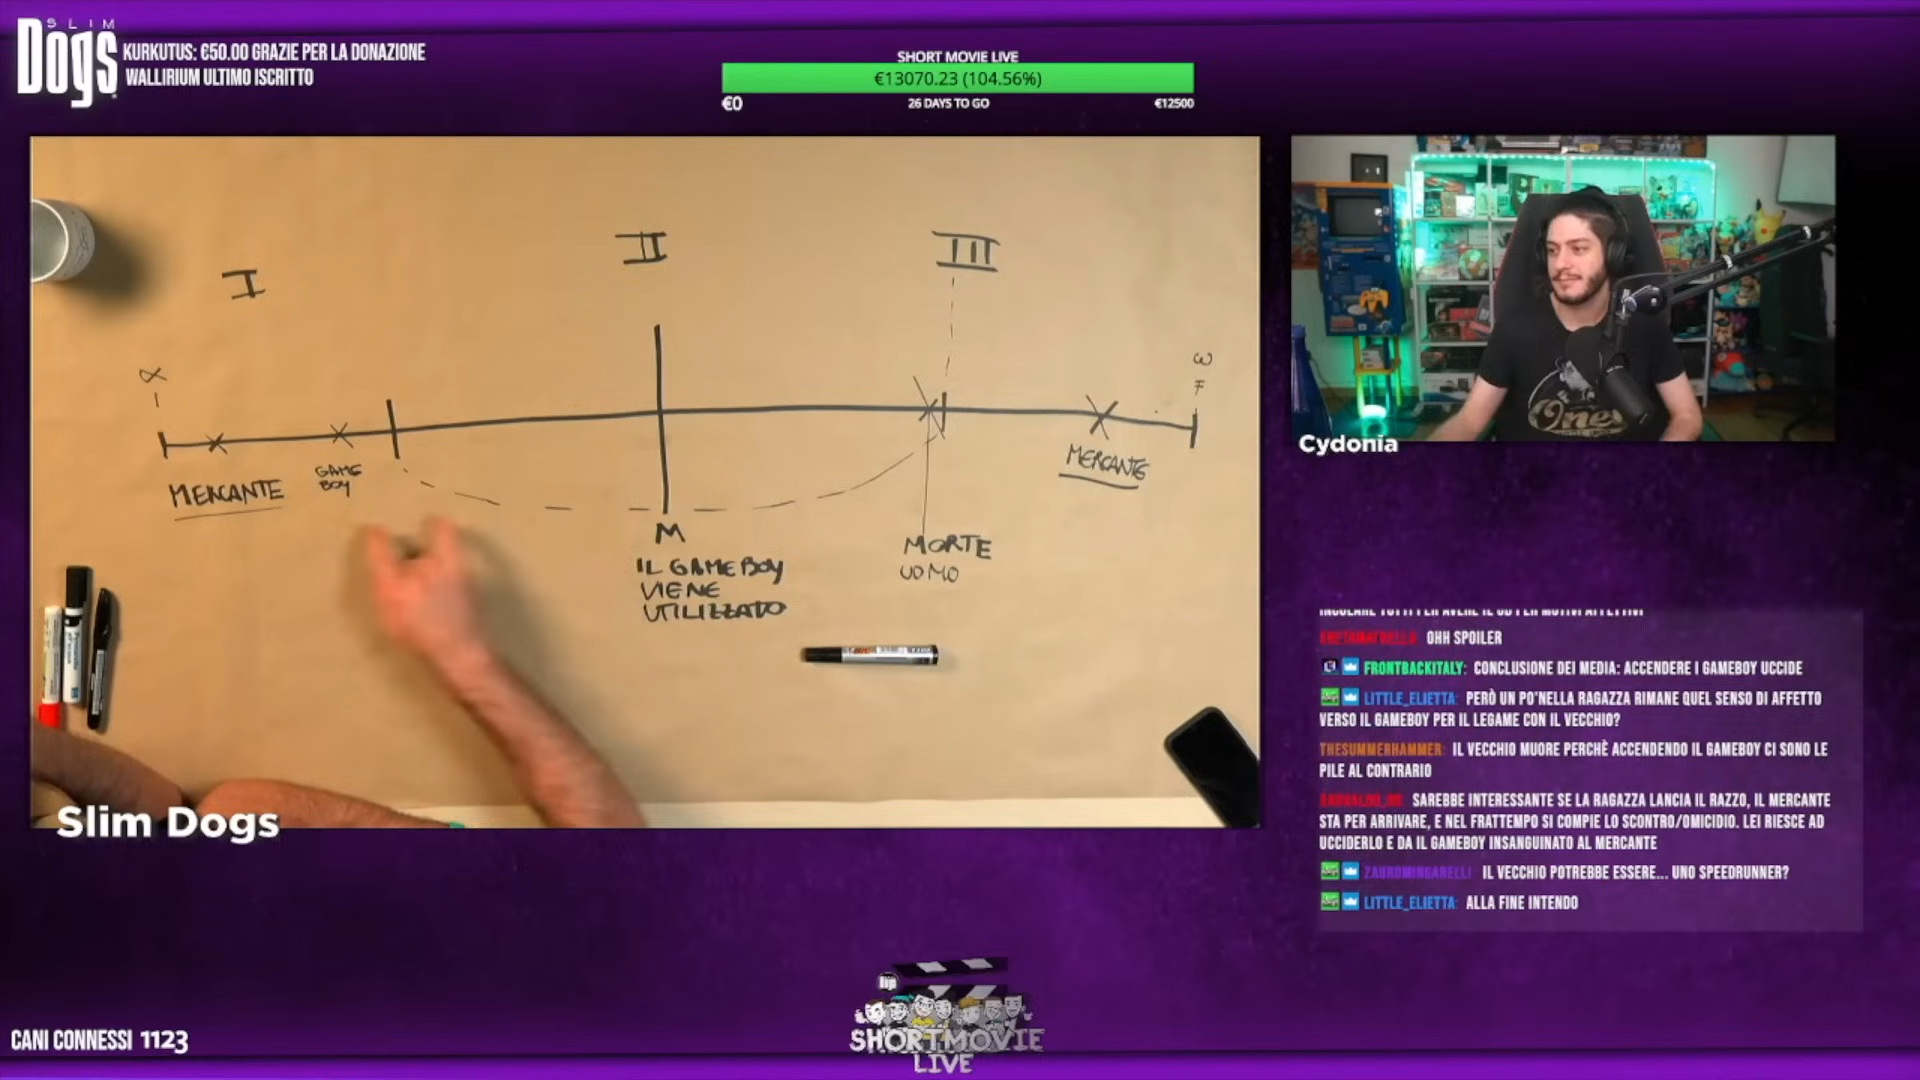 SLIM
Dogs
KURKUTUS: €50.00 GRAZIE PER LA DONAZIONE
WALLIRIUM ULTIMO ISCRITTO
SHORT MOVIE LIVE
€13070.23 (104.56%)
€0
26 DAYS TO GO
€12500
I
II
III
α
ω
F
MERCANTE
GAME
BOY
M
IL GAMEBOY
VIENE
UTILIZZATO
MORTE
UOMO
MERCANTE
Slim Dogs
Ones
Cydonia
OHH SPOILER
FRONTBACKITALY: CONCLUSIONE DEI MEDIA: ACCENDERE I GAMEBOY UCCIDE
LITTLE_ELIETTA: PERÒ UN PO'NELLA RAGAZZA RIMANE QUEL SENSO DI AFFETTO
VERSO IL GAMEBOY PER IL LEGAME CON IL VECCHIO?
THESUMMERHAMMER: IL VECCHIO MUORE PERCHÈ ACCENDENDO IL GAMEBOY CI SONO LE
PILE AL CONTRARIO
SAREBBE INTERESSANTE SE LA RAGAZZA LANCIA IL RAZZO, IL MERCANTE
STA PER ARRIVARE, E NEL FRATTEMPO SI COMPIE LO SCONTRO/OMICIDIO. LEI RIESCE AD
UCCIDERLO E DA IL GAMEBOY INSANGUINATO AL MERCANTE
ZAUROMINGARELLI: IL VECCHIO POTREBBE ESSERE... UNO SPEEDRUNNER?
LITTLE_ELIETTA: ALLA FINE INTENDO
SHORTMOVIE
LIVE
CANI CONNESSI 1123